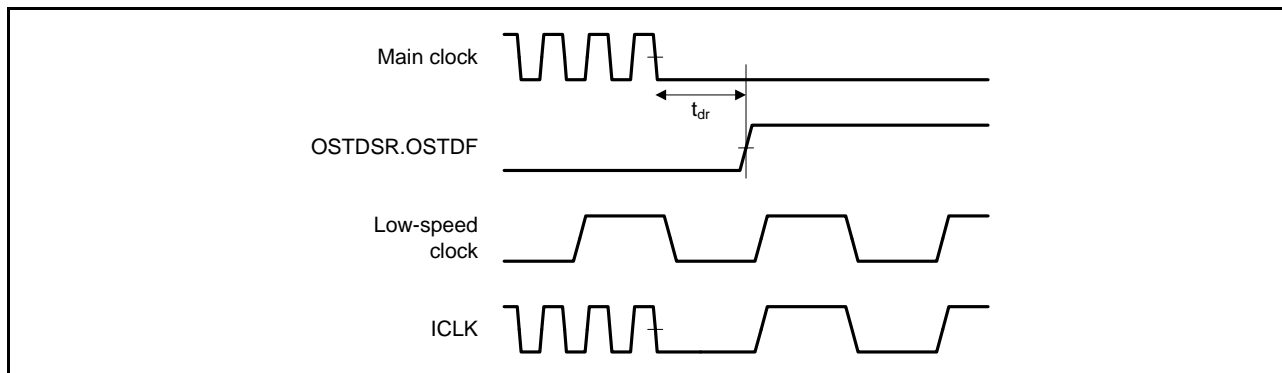 Main clock
tdr
OSTDSR.OSTDF
Low-speed
clock
ICLK